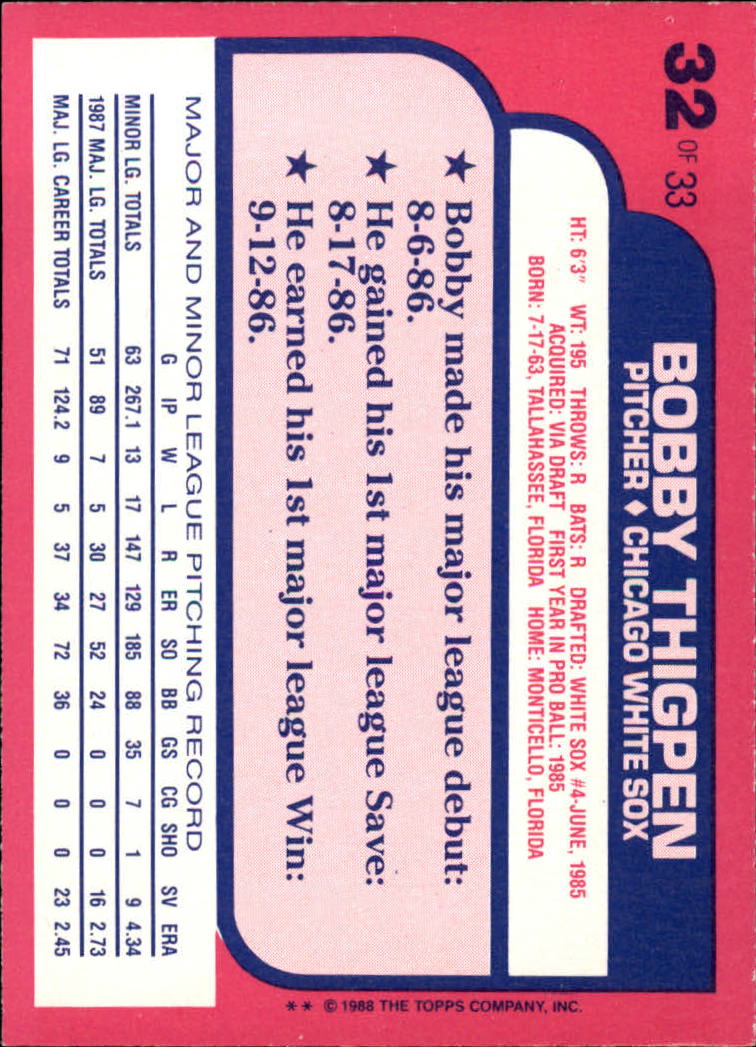 32 OF 33
BOBBY THIGPEN
PITCHER ♦ CHICAGO WHITE SOX
HT: 6'3" WT: 195 THROWS: R BATS: R DRAFTED: WHITE SOX #4-JUNE, 1985
ACQUIRED: VIA DRAFT FIRST YEAR IN PRO BALL: 1985
BORN: 7-17-63, TALLAHASSEE, FLORIDA HOME: MONTICELLO, FLORIDA
★ Bobby made his major league debut:
8-6-86.
★ He gained his 1st major league Save:
8-17-86.
★ He earned his 1st major league Win:
9-12-86.
MAJOR AND MINOR LEAGUE PITCHING RECORD
G IP W L R ER SO BB GS CG SHO SV ERA
MINOR LG. TOTALS 63 267.1 13 17 147 129 185 88 35 7 1 9 4.34
1987 MAJ. LG. TOTALS 51 89 7 5 30 27 52 24 0 0 0 16 2.73
MAJ. LG. CAREER TOTALS 71 124.2 9 5 37 34 72 36 0 0 0 23 2.45
** © 1988 THE TOPPS COMPANY, INC.